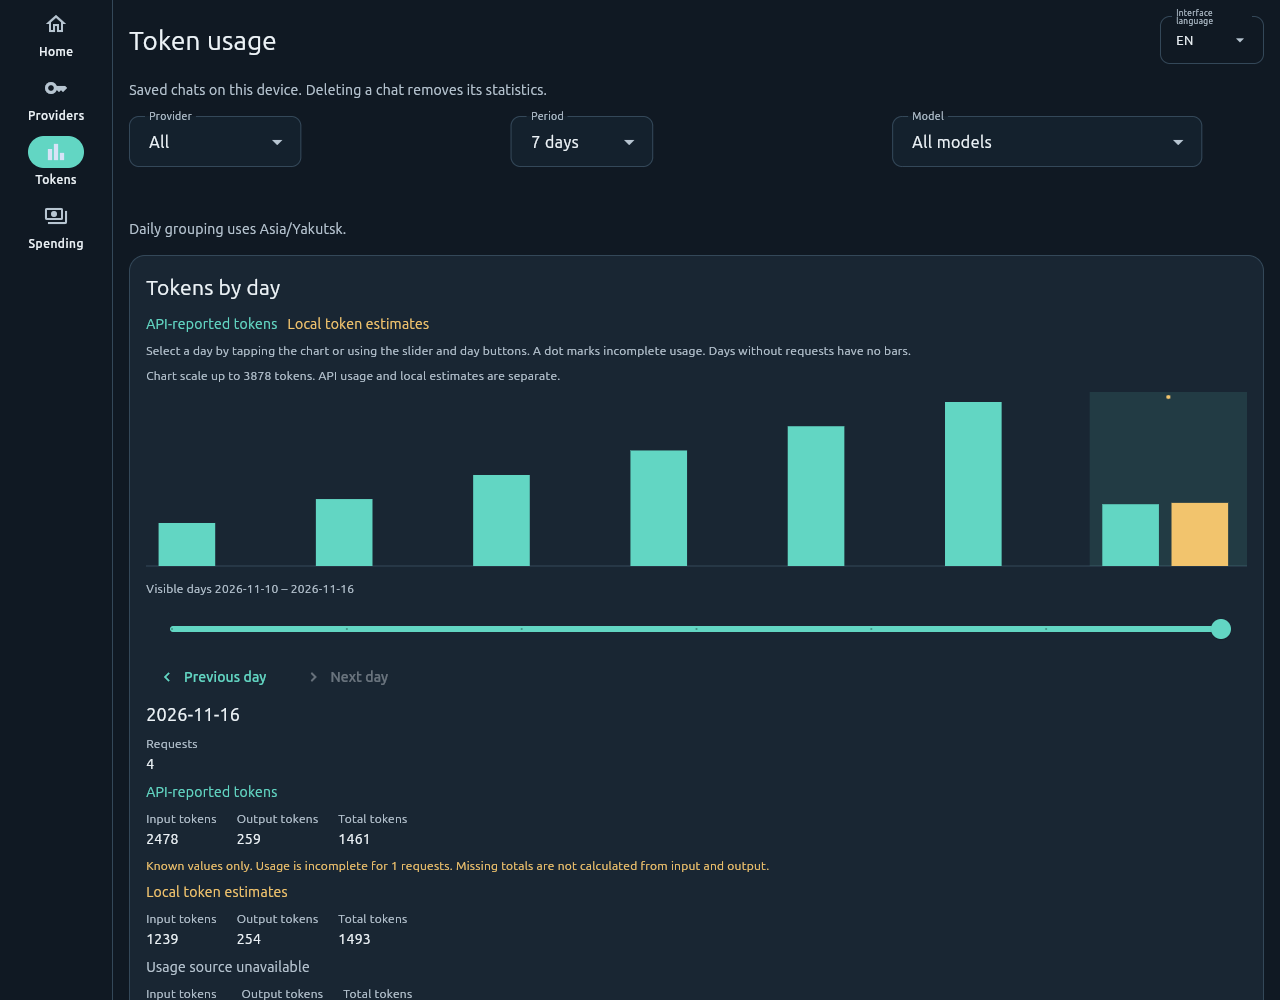 Home
Providers
Tokens
Spending
Token usage
Interface
language
EN
Saved chats on this device. Deleting a chat removes its statistics.
Provider
All
Period
7 days
Model
All models
Daily grouping uses Asia/Yakutsk.
Tokens by day
API-reported tokens Local token estimates
Select a day by tapping the chart or using the slider and day buttons. A dot marks incomplete usage. Days without requests have no bars.
Chart scale up to 3878 tokens. API usage and local estimates are separate.
Visible days 2026-11-10 – 2026-11-16
Previous day Next day
2026-11-16
Requests
4
API-reported tokens
Input tokens Output tokens Total tokens
2478 259 1461
Known values only. Usage is incomplete for 1 requests. Missing totals are not calculated from input and output.
Local token estimates
Input tokens Output tokens Total tokens
1239 254 1493
Usage source unavailable
Input tokens Output tokens Total tokens